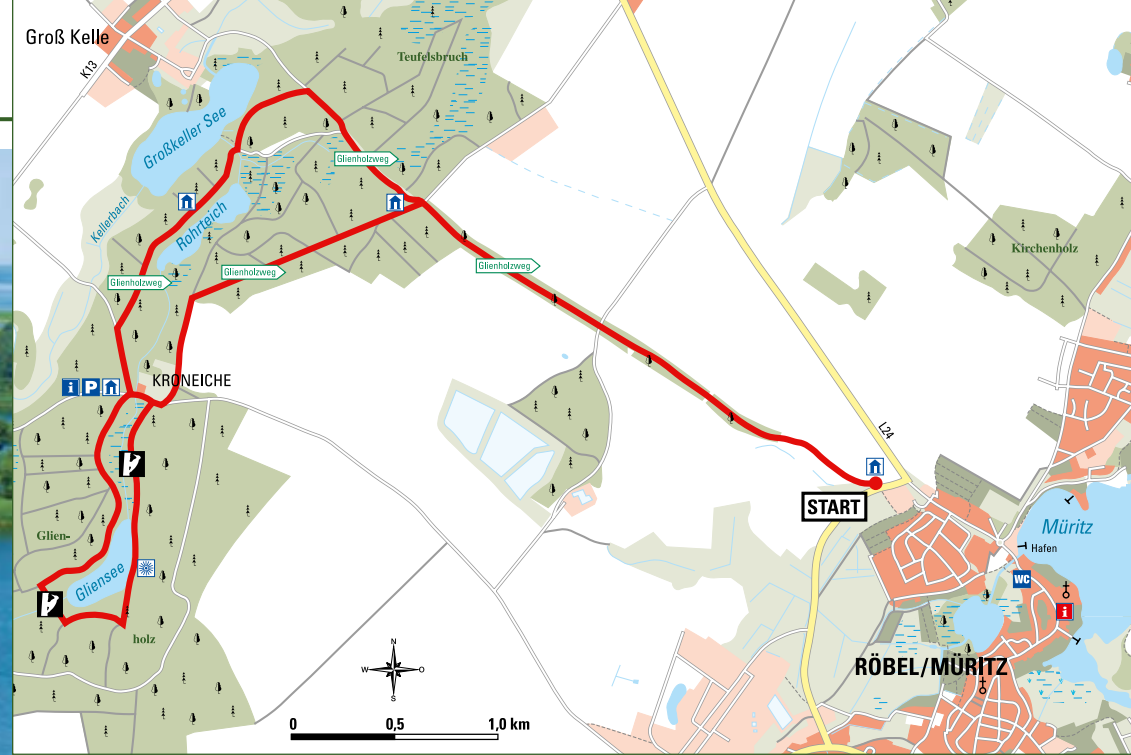 Groß Kelle
K13
Teufelsbruch
Großkeller See
Glienholzweg
Kellerbach
Rohrteich
Glienholzweg
Glienholzweg
Glienholzweg
Kirchenholz
i P
KRONEICHE
L24
START
Müritz
Hafen
WC
i
Glien-
Gliensee
holz
RÖBEL/MÜRITZ
N
W O
S
0 0,5 1,0 km